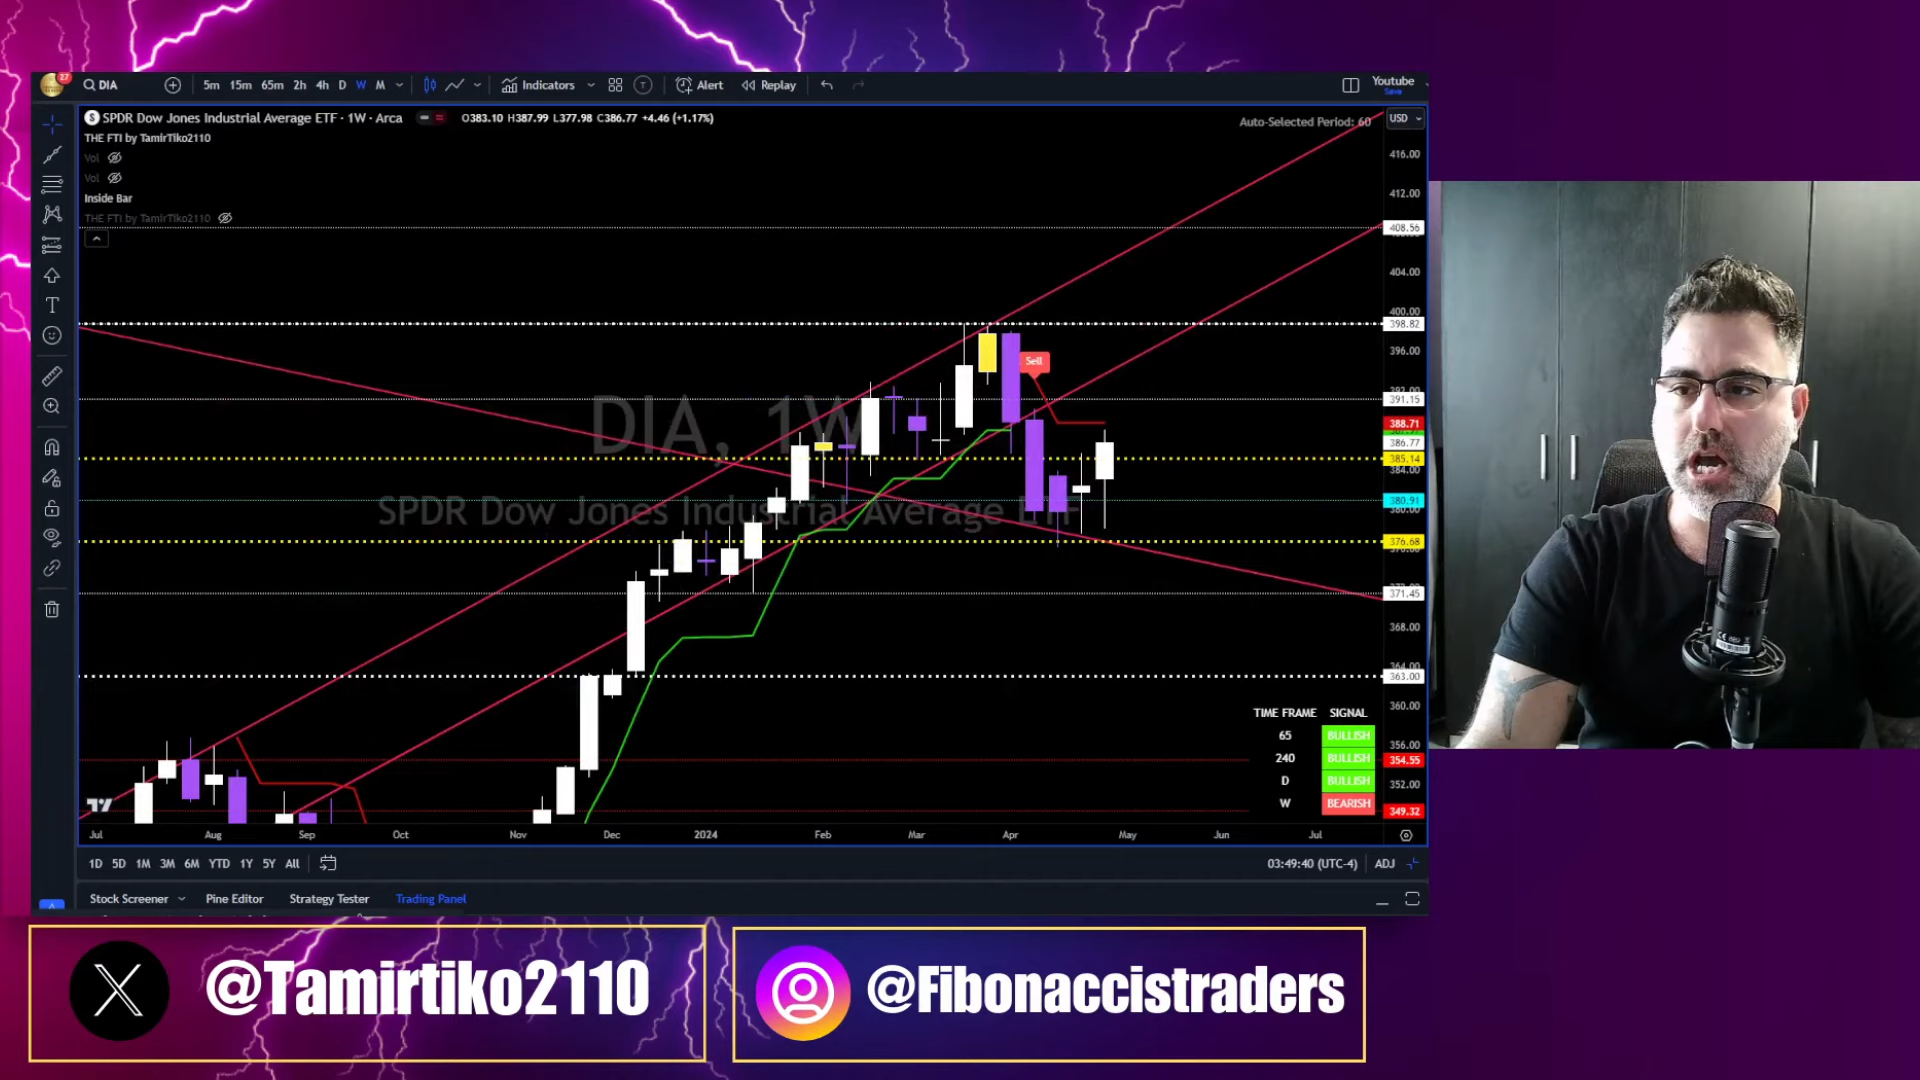 27
DIA
5m 15m 65m 2h 4h D W M
Indicators
T
Alert
Replay
Youtube
Save
S SPDR Dow Jones Industrial Average ETF · 1W · Arca
O383.10 H387.99 L377.98 C386.77 +4.46 (+1.17%)
THE FTI by TamirTiko2110
Vol
Vol
Inside Bar
THE FTI by TamirTiko2110
Auto-Selected Period: 60
USD
416.00
412.00
408.56
404.00
400.00
398.82
396.00
391.15
388.71
386.77
385.14
384.00
380.91
380.00
376.68
371.45
368.00
364.00
363.00
360.00
356.00
354.55
352.00
349.32
Sell
DIA, 1W
SPDR Dow Jones Industrial Average ETF
TIME FRAME SIGNAL
65 BULLISH
240 BULLISH
D BULLISH
W BEARISH
Jul Aug Sep Oct Nov Dec 2024 Feb Mar Apr May Jun Jul
1D 5D 1M 3M 6M YTD 1Y 5Y All
03:49:40 (UTC-4) ADJ
Stock Screener Pine Editor Strategy Tester Trading Panel
@Tamirtiko2110
@Fibonaccistraders